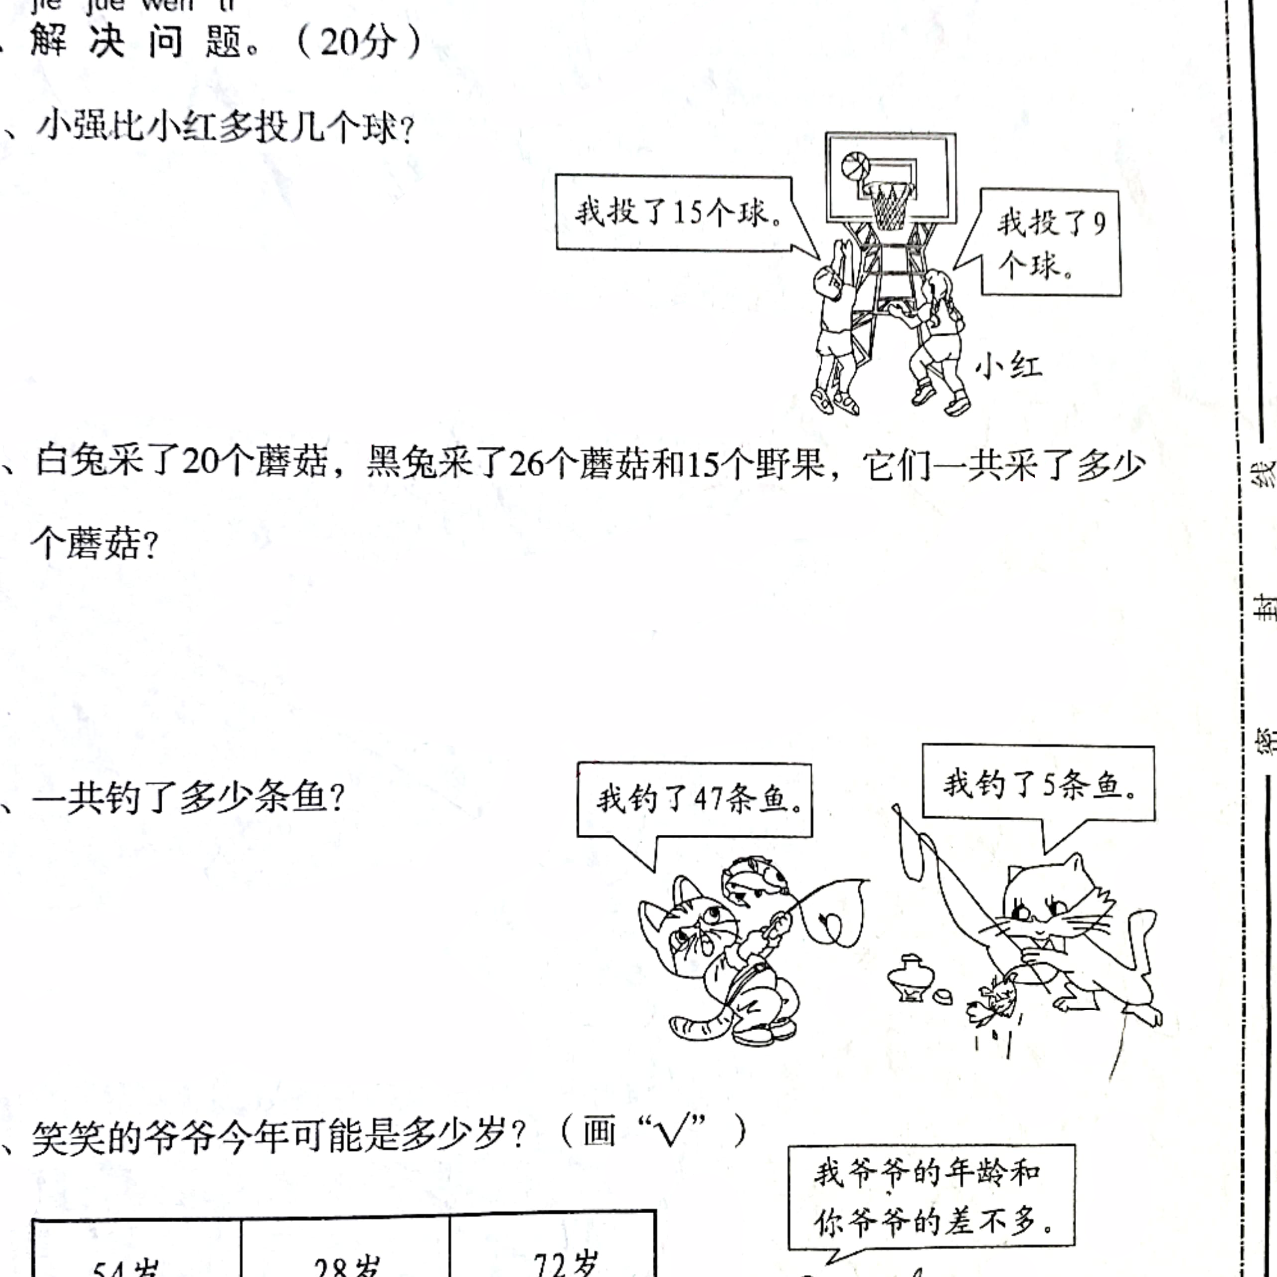 jiě jué wèn tí
解决问题。（20分）
、小强比小红多投几个球？
我投了15个球。
我投了9
个球。
小红
、白兔采了20个蘑菇，黑兔采了26个蘑菇和15个野果，它们一共采了多少
个蘑菇？
、一共钓了多少条鱼？
我钓了47条鱼。
我钓了5条鱼。
、笑笑的爷爷今年可能是多少岁？（画“√”）
我爷爷的年龄和
你爷爷的差不多。
54岁 28岁 72岁
线
封
密